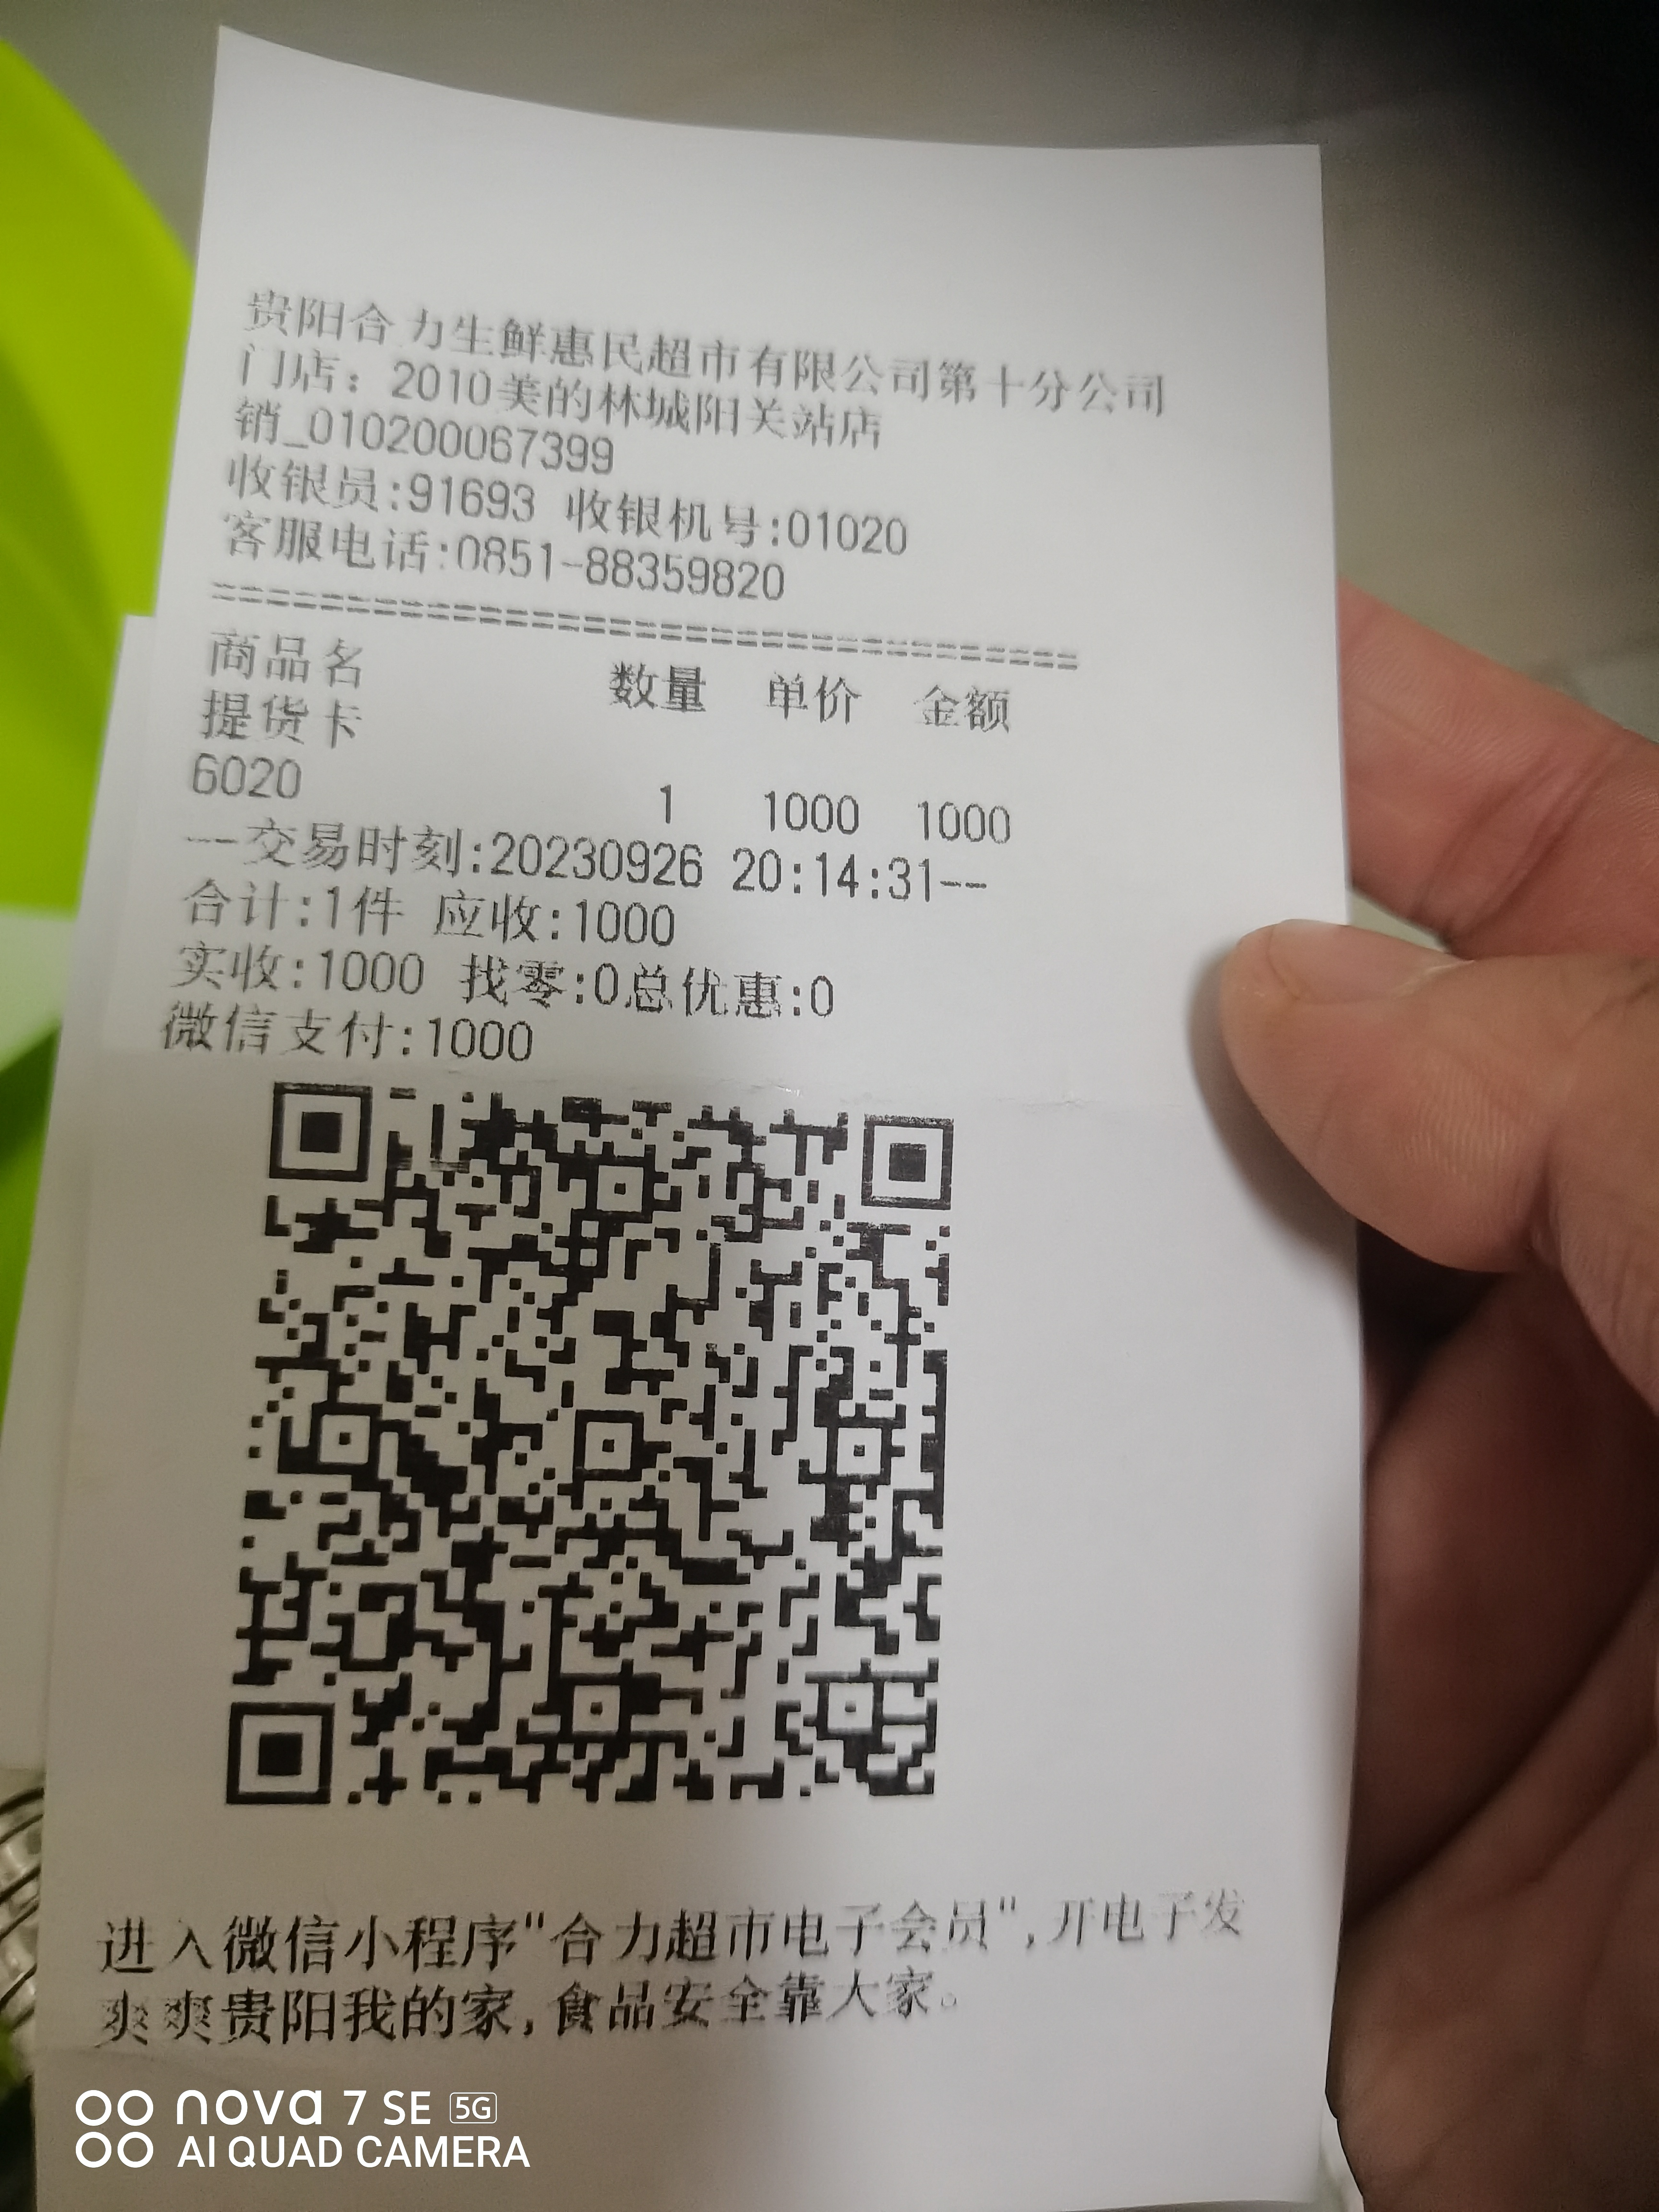 贵阳合力生鲜惠民超市有限公司第十分公司
门店：2010美的林城阳关站店
销_010200067399
收银员:91693 收银机号:01020
客服电话:0851-88359820
=================================
商品名 数量 单价 金额
提货卡
6020 1 1000 1000
--交易时刻:20230926 20:14:31--
合计:1件 应收:1000
实收:1000 找零:0总优惠:0
微信支付:1000
进入微信小程序"合力超市电子会员",开电子发
爽爽贵阳我的家,食品安全靠大家。
nova 7 SE 5G
AI QUAD CAMERA